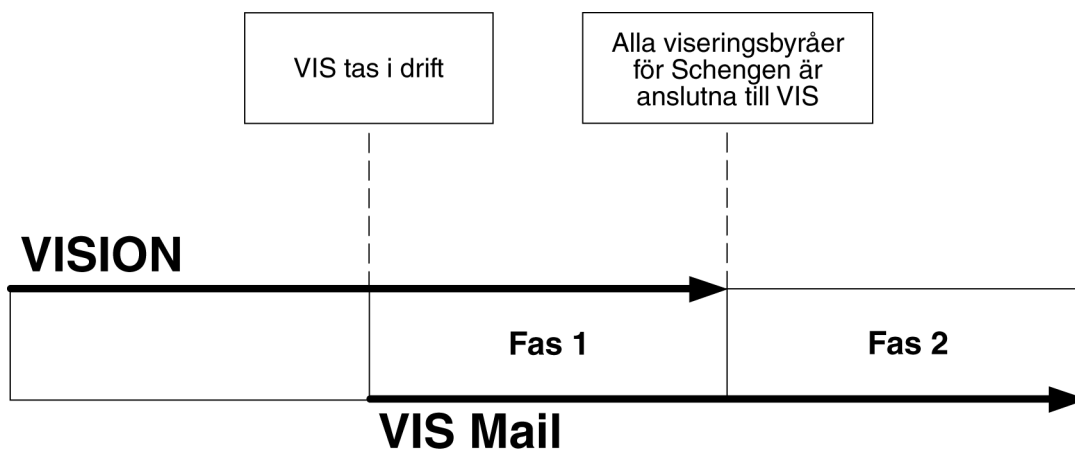 VIS tas i drift
Alla viseringsbyråer
för Schengen är
anslutna till VIS
VISION
Fas 1
Fas 2
VIS Mail